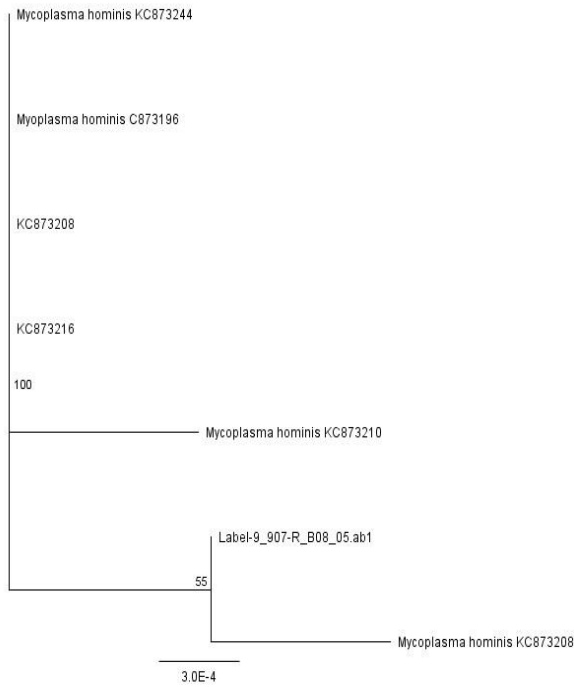 Mycoplasma hominis KC873244
Myoplasma hominis C873196
KC873208
KC873216
100
Mycoplasma hominis KC873210
Label-9_907-R_B08_05.ab1
55
Mycoplasma hominis KC873208
3.0E-4